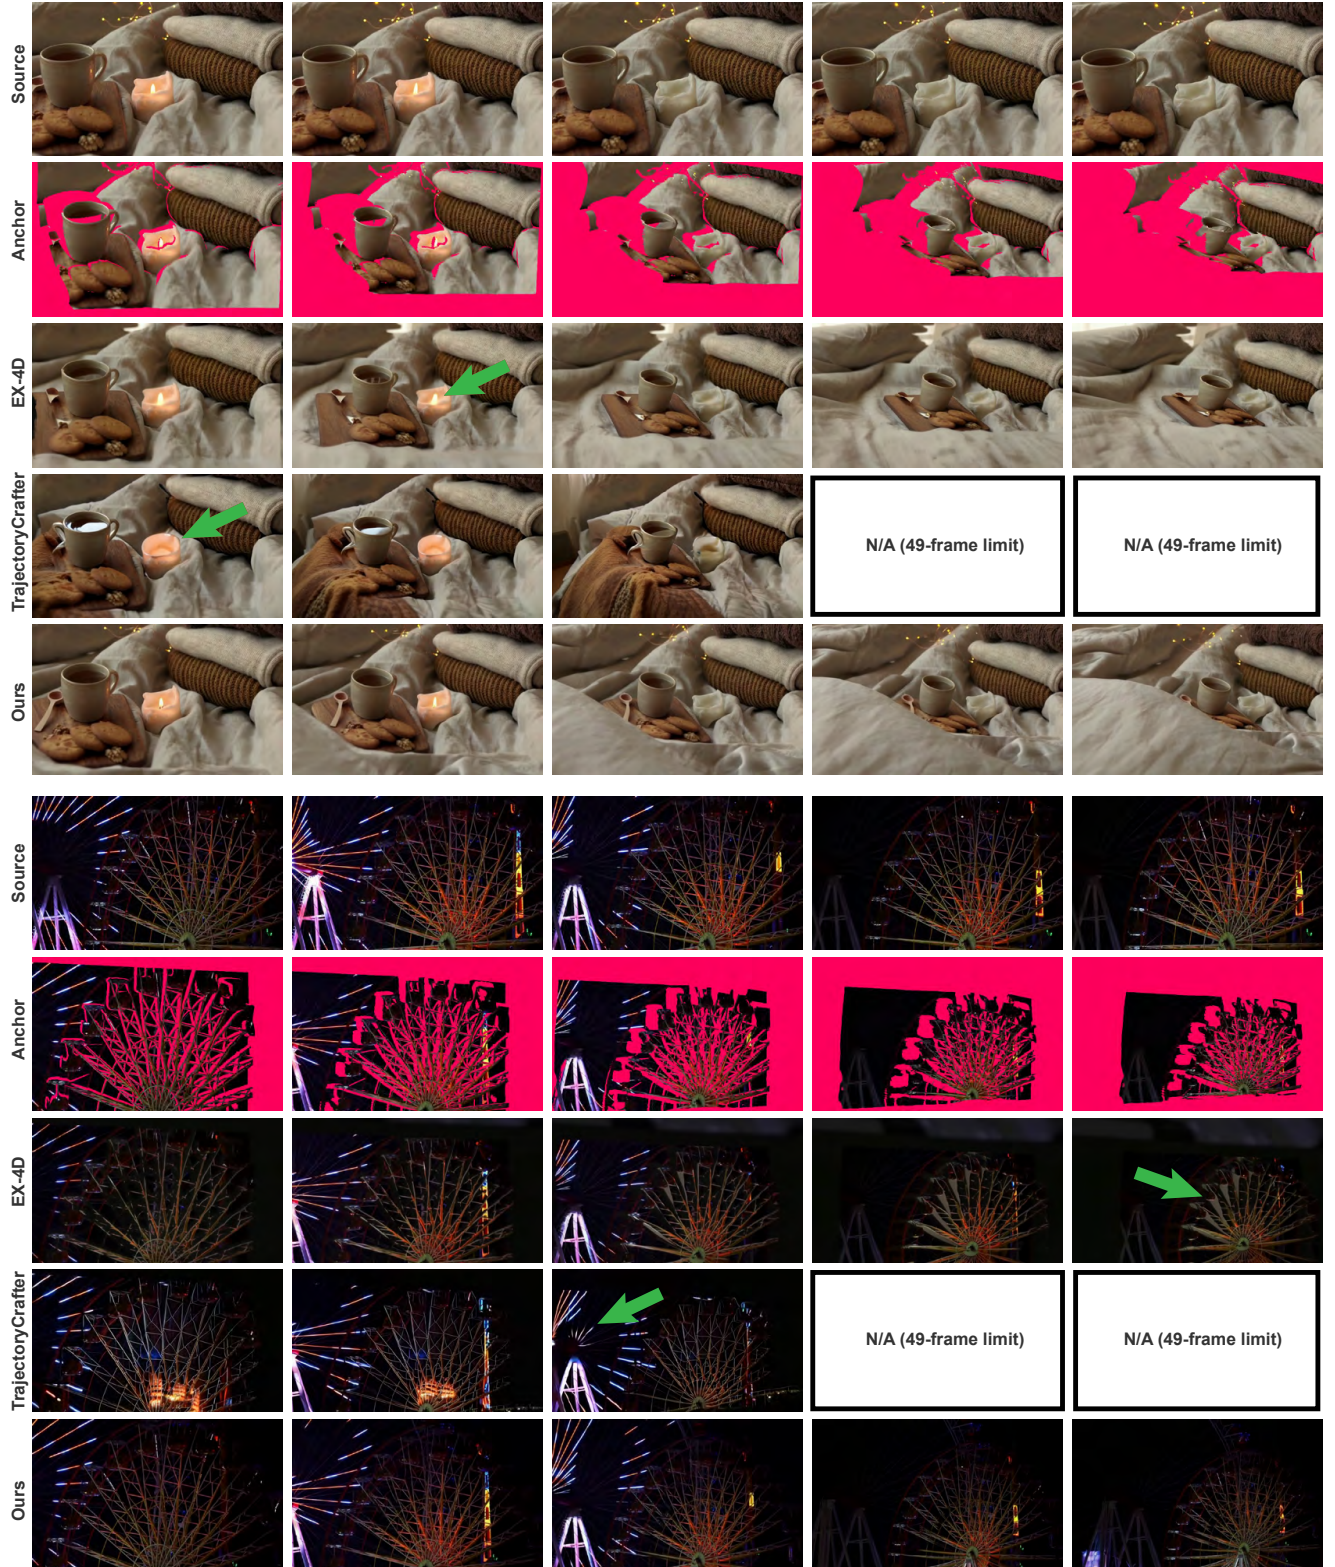 Source
Anchor
EX-4D
TrajectoryCrafter
N/A (49-frame limit)
N/A (49-frame limit)
Ours
Source
Anchor
EX-4D
TrajectoryCrafter
N/A (49-frame limit)
N/A (49-frame limit)
Ours